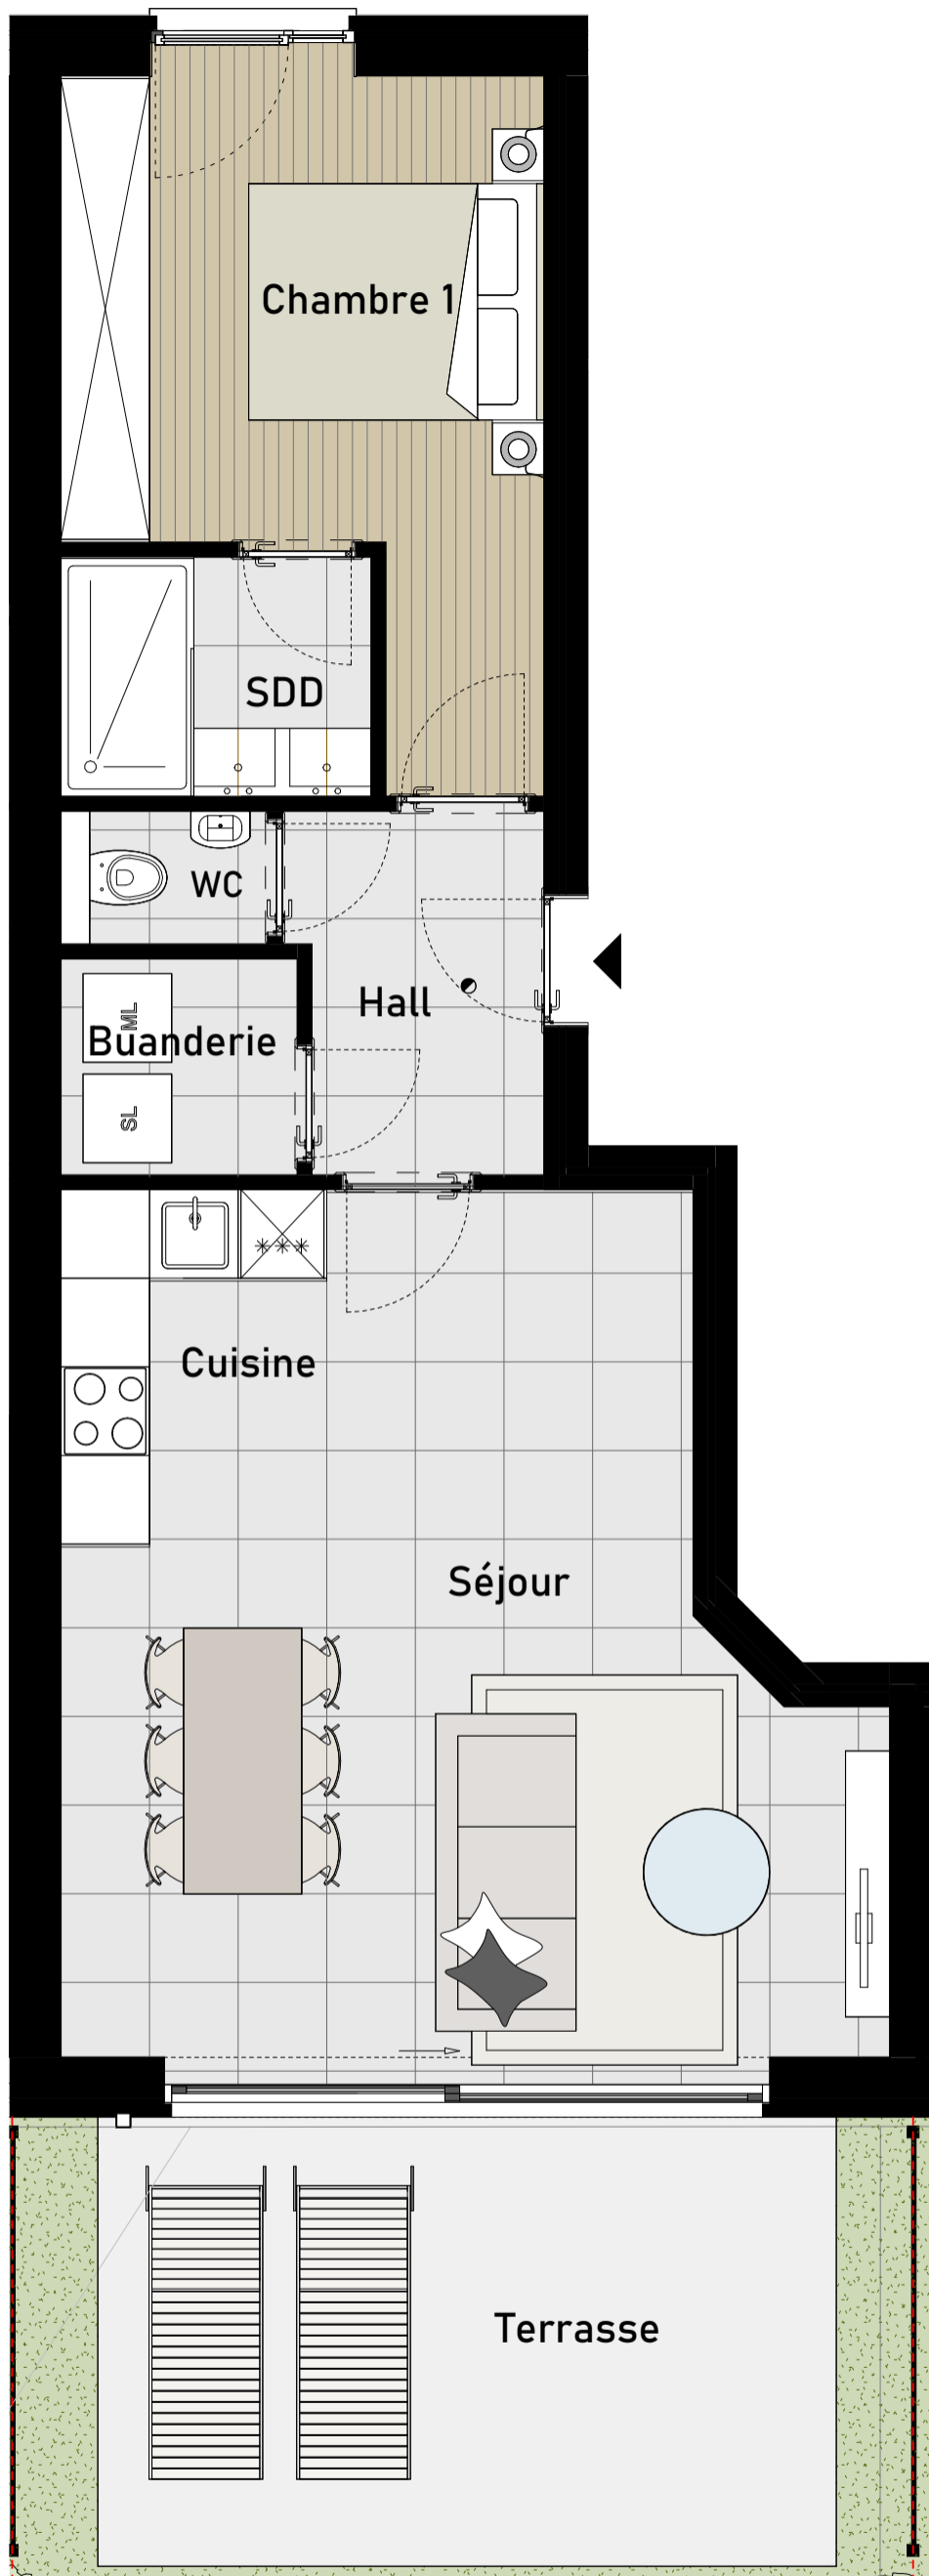 Chambre 1
SDD
WC
Hall
ML
Buanderie
SL
Cuisine
Séjour
Terrasse